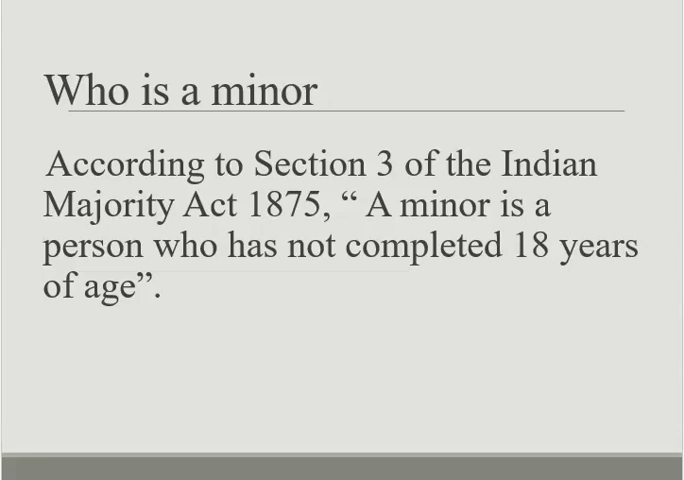 Who is a minor
According to Section 3 of the Indian
Majority Act 1875, “ A minor is a
person who has not completed 18 years
of age”.